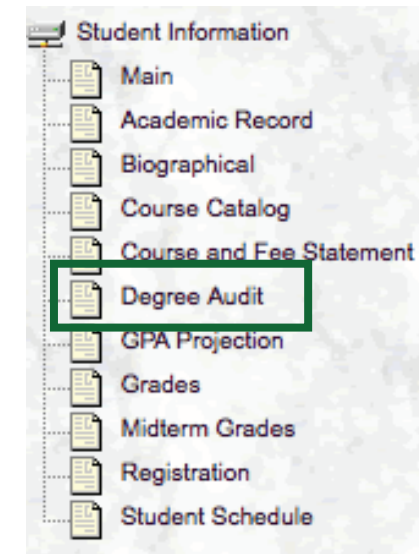 Student Information
Main
Academic Record
Biographical
Course Catalog
Course and Fee Statement
Degree Audit
GPA Projection
Grades
Midterm Grades
Registration
Student Schedule